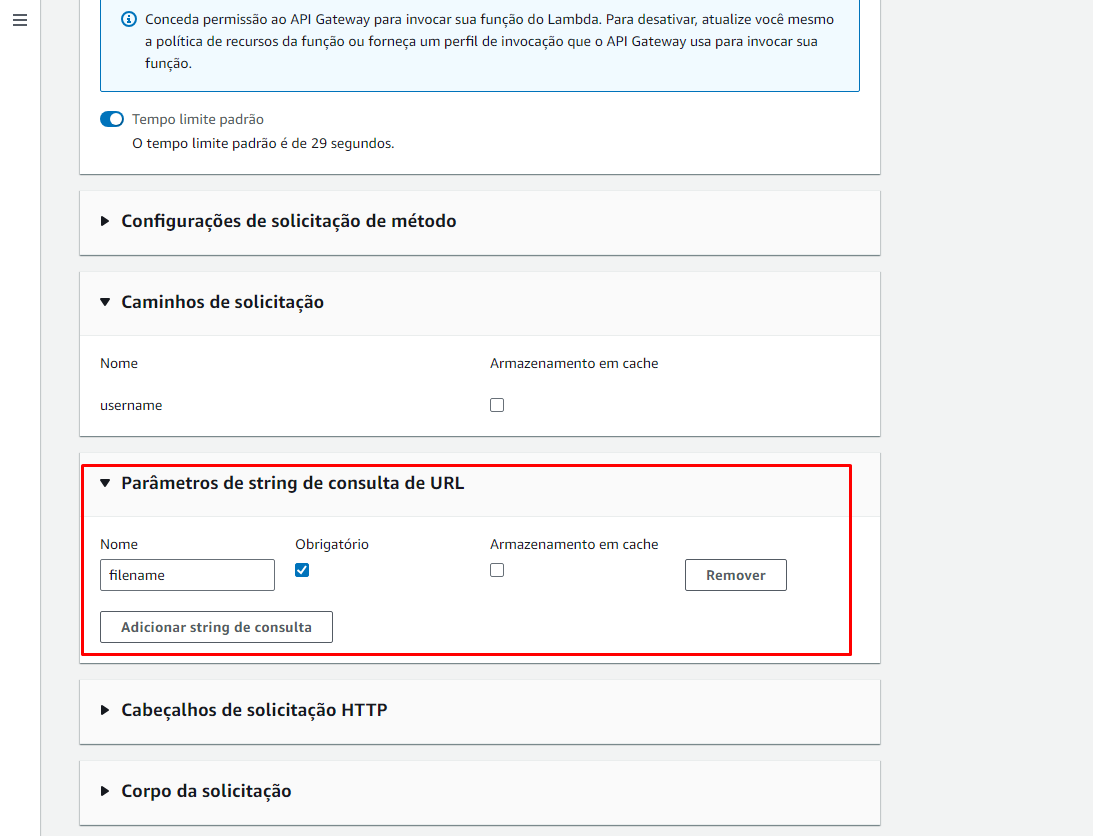 Conceda permissão ao API Gateway para invocar sua função do Lambda. Para desativar, atualize você mesmo
a política de recursos da função ou forneça um perfil de invocação que o API Gateway usa para invocar sua
função.
Tempo limite padrão
O tempo limite padrão é de 29 segundos.
Configurações de solicitação de método
Caminhos de solicitação
Nome Armazenamento em cache
username
Parâmetros de string de consulta de URL
Nome Obrigatório Armazenamento em cache
filename Remover
Adicionar string de consulta
Cabeçalhos de solicitação HTTP
Corpo da solicitação